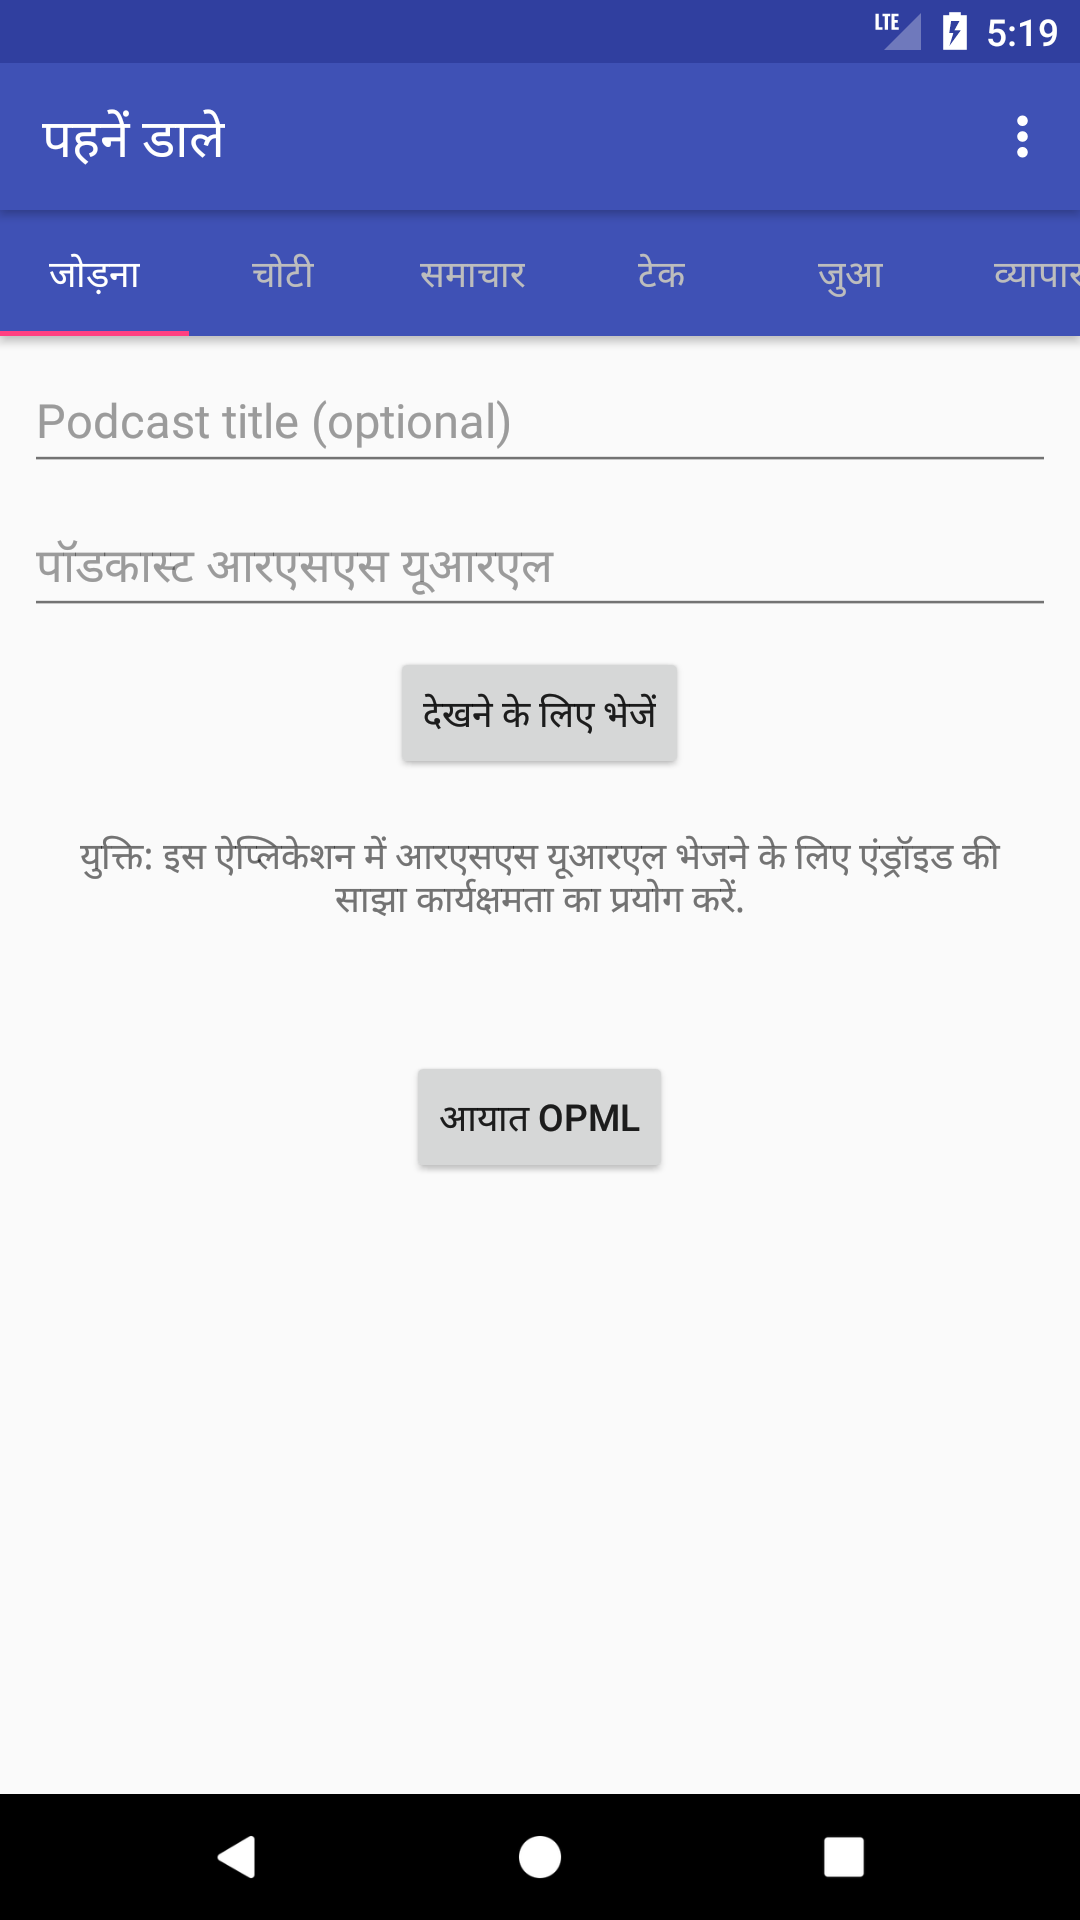 LTE 5:19
पहनें डाले
जोड़ना चोटी समाचार टेक जुआ व्यापार
Podcast title (optional)
पॉडकास्ट आरएसएस यूआरएल
देखने के लिए भेजें
युक्ति: इस ऐप्लिकेशन में आरएसएस यूआरएल भेजने के लिए एंड्रॉइड की
साझा कार्यक्षमता का प्रयोग करें.
आयात OPML